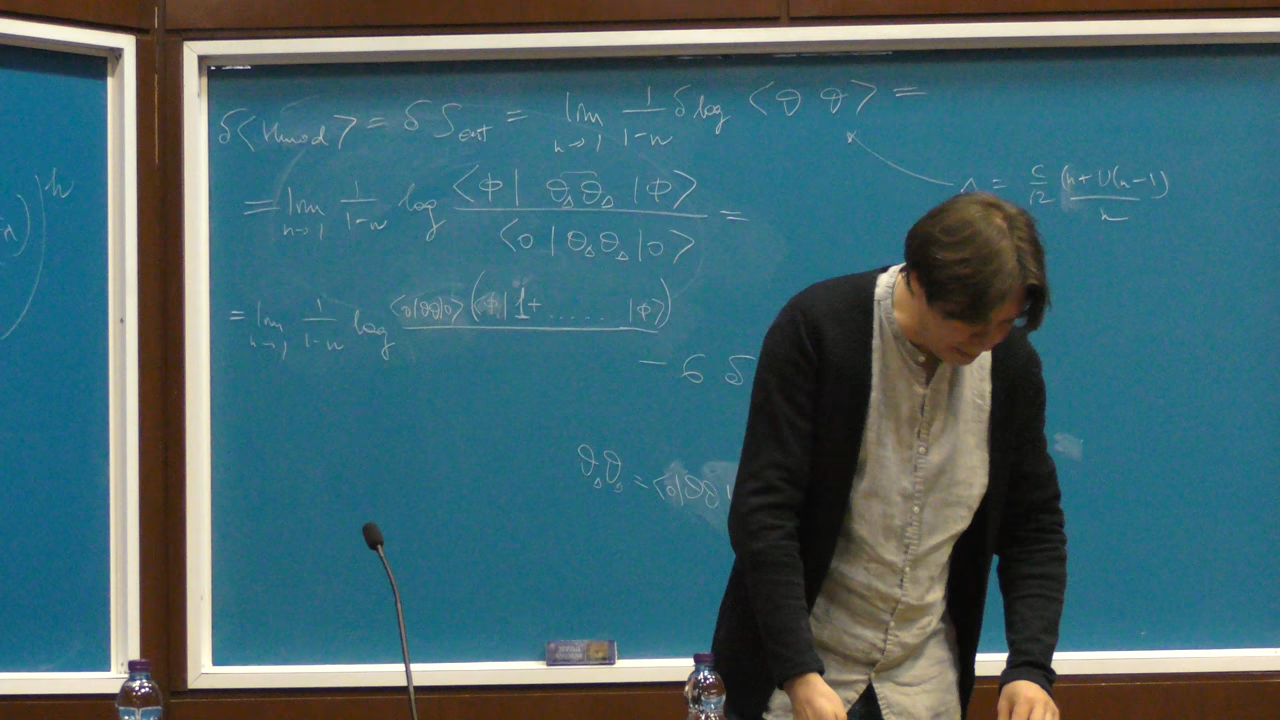 δ⟨Hmod⟩ = δ S_ent = lim_{n→1} 1/(1-n) δ log ⟨θ θ⟩ =
Δ = c/12 (n+1)(n-1)/n
= lim_{n→1} 1/(1-n) log ⟨Φ| θ_Δ θ_Δ |Φ⟩ / ⟨0| θ_Δ θ_Δ |0⟩ =
= lim_{n→1} 1/(1-n) log ⟨0|θθ|0⟩ (⟨Φ| 1 + ...... |Φ⟩)
- 6 δ
θ_Δ θ_Δ = ⟨0|θθ|